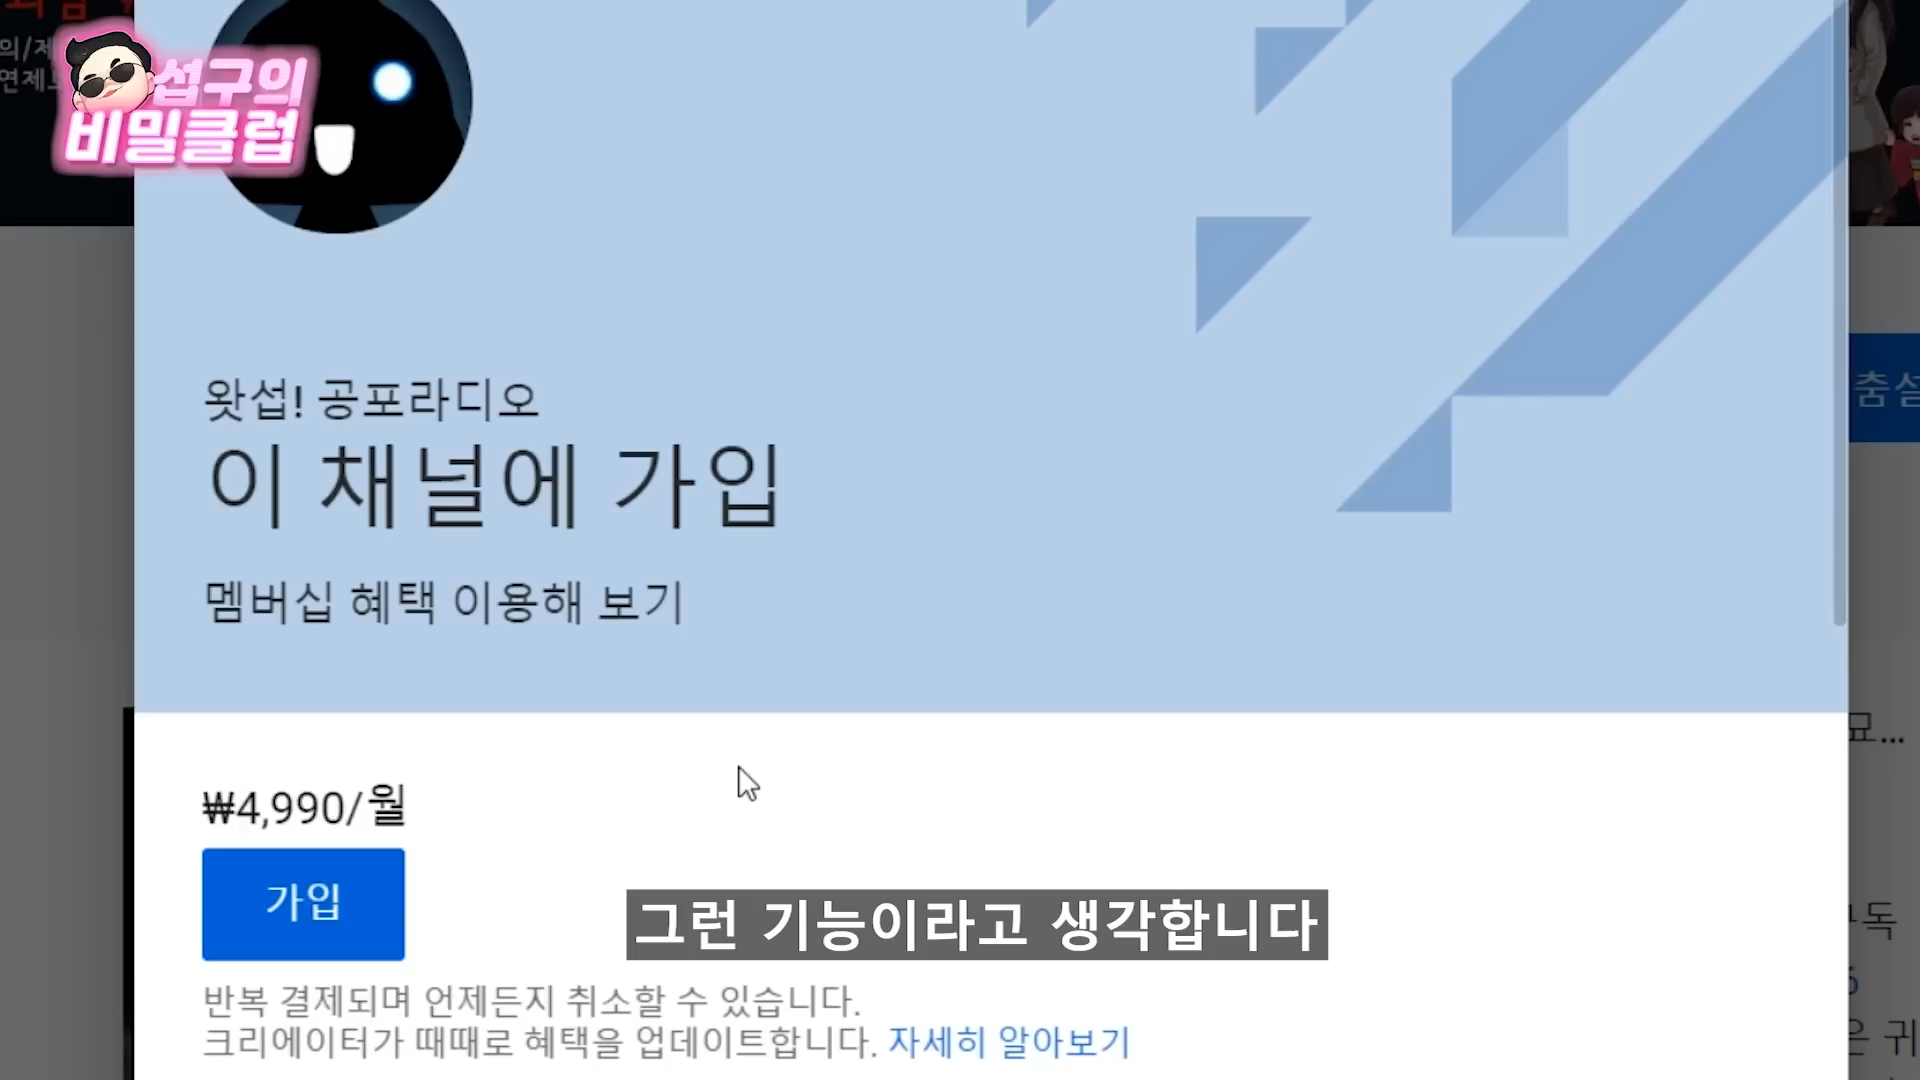 섭구의
비밀클럽
왓섭! 공포라디오
이 채널에 가입
멤버십 혜택 이용해 보기
₩4,990/월
가입
그런 기능이라고 생각합니다
반복 결제되며 언제든지 취소할 수 있습니다.
크리에이터가 때때로 혜택을 업데이트합니다. 자세히 알아보기